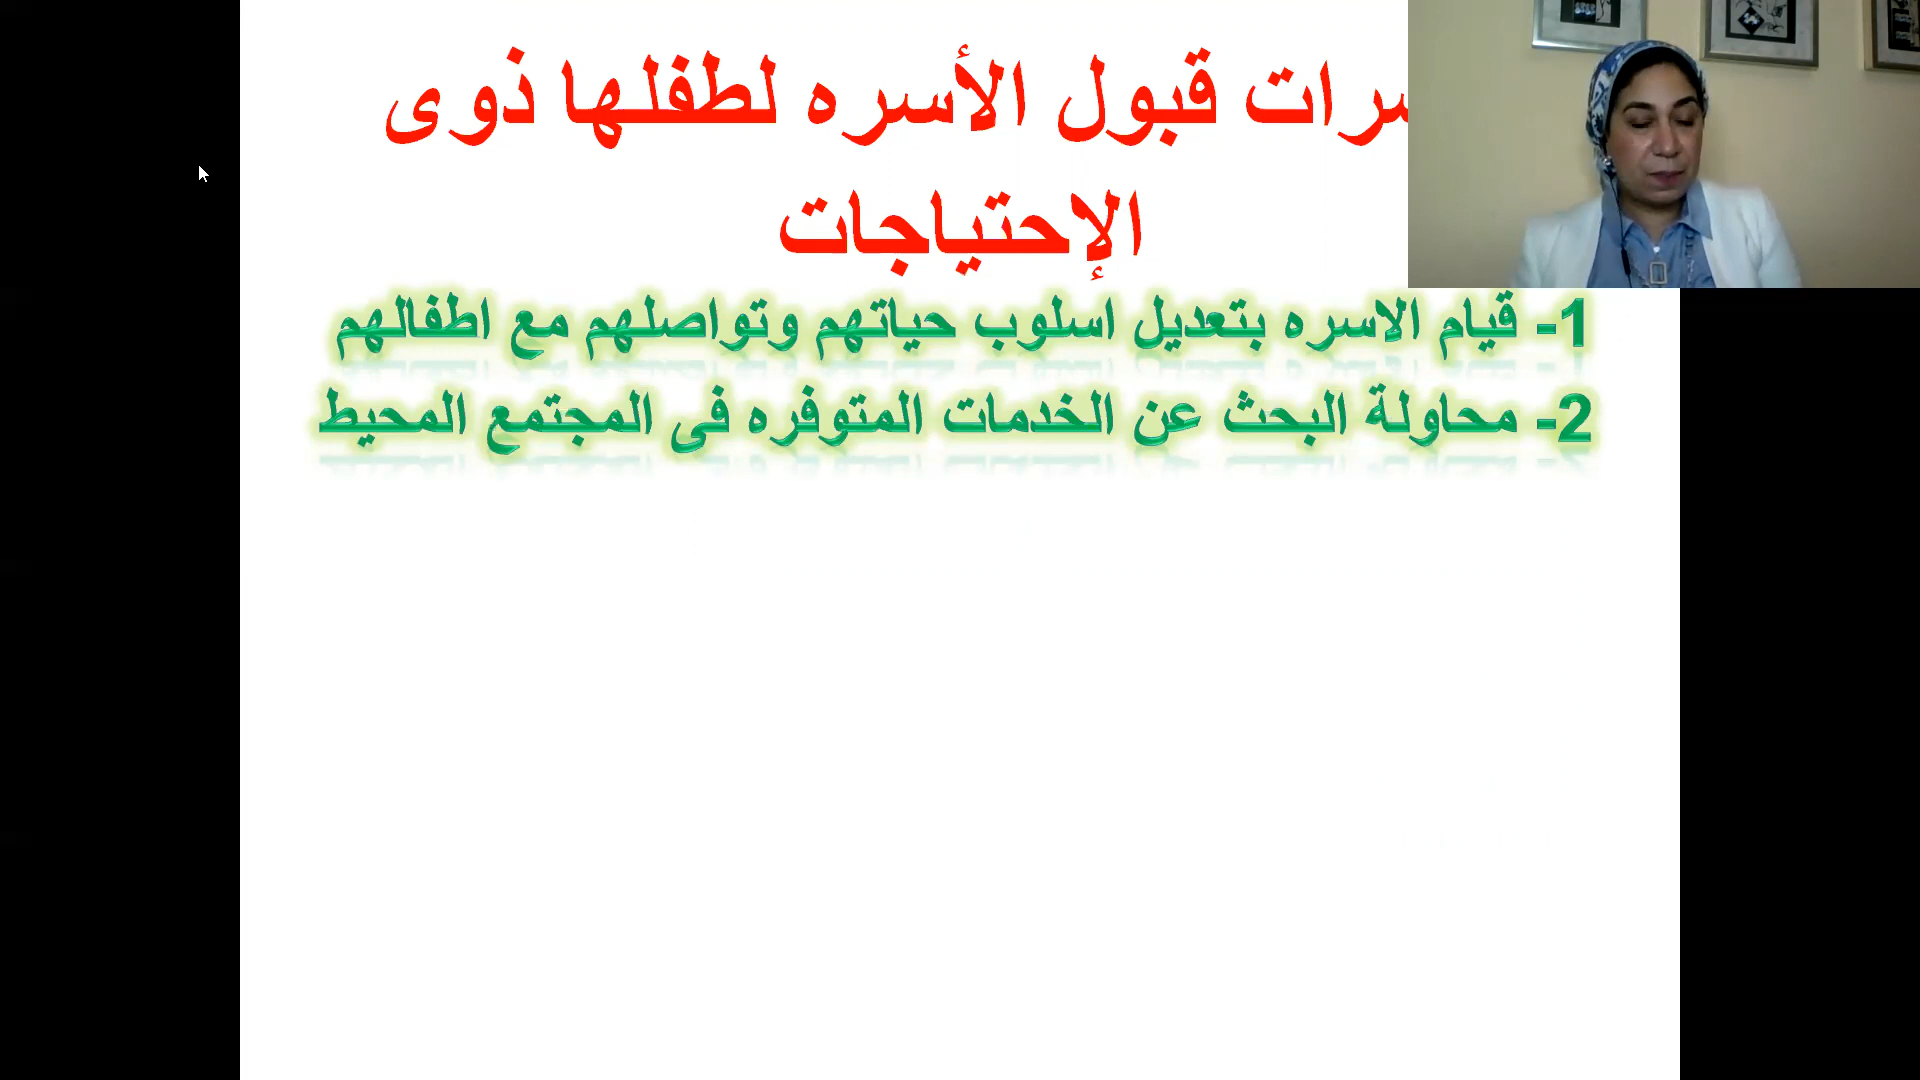 قبول الأسره لطفلها ذوى
الإحتياجات
1- قيام الاسره بتعديل اسلوب حياتهم وتواصلهم مع اطفالهم
2- محاولة البحث عن الخدمات المتوفره فى المجتمع المحيط